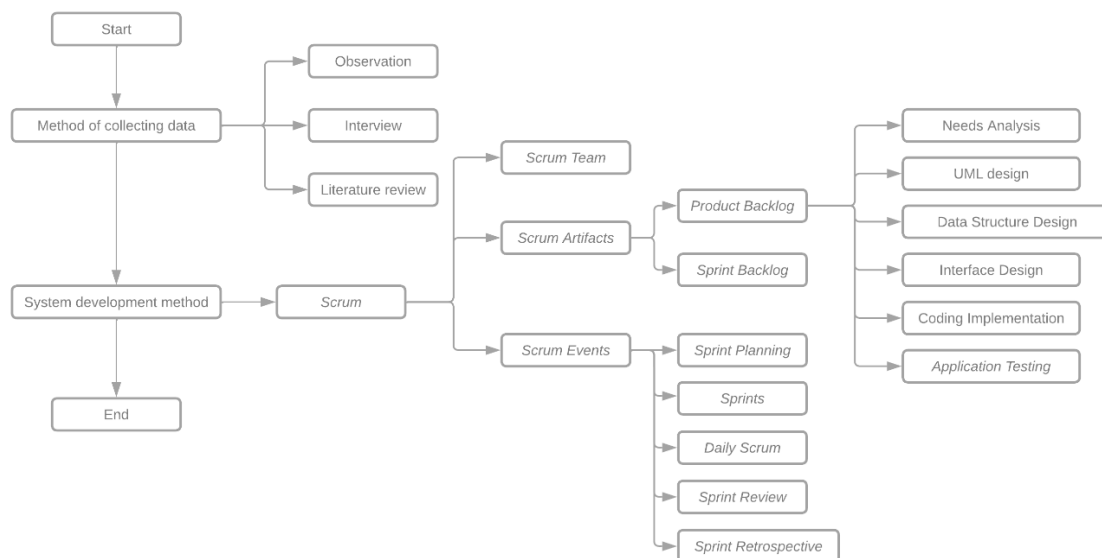 Start
Observation
Method of collecting data
Interview
Needs Analysis
Scrum Team
UML design
Literature review
Product Backlog
Data Structure Design
Scrum Artifacts
Sprint Backlog
Interface Design
System development method
Scrum
Coding Implementation
Scrum Events
Sprint Planning
Application Testing
Sprints
End
Daily Scrum
Sprint Review
Sprint Retrospective